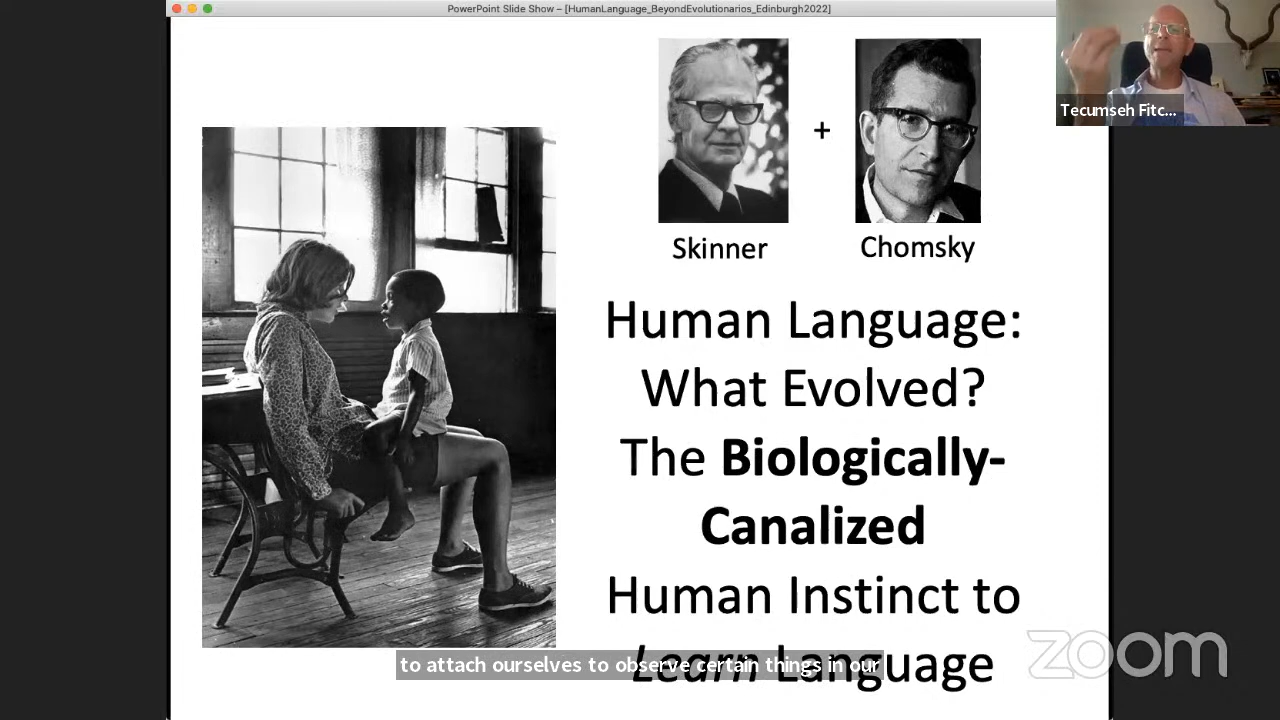 PowerPoint Slide Show – [HumanLanguage_BeyondEvolutionarios_Edinburgh2022]
Tecumseh Fitc...
+
Skinner
Chomsky
Human Language:
What Evolved?
The Biologically-
Canalized
Human Instinct to
Learn Language
to attach ourselves to observe certain things in our
zoom